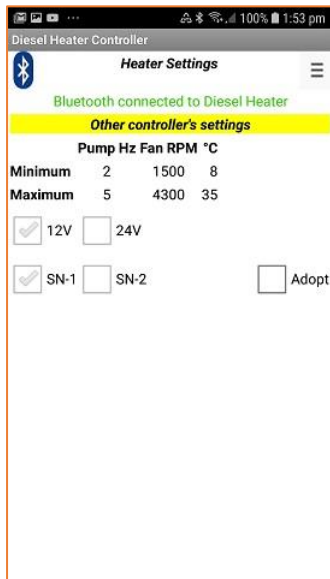 100% 1:53 pm
Diesel Heater Controller
Heater Settings
Bluetooth connected to Diesel Heater
Other controller's settings
Pump Hz Fan RPM °C
Minimum 2 1500 8
Maximum 5 4300 35
12V 24V
SN-1 SN-2 Adopt